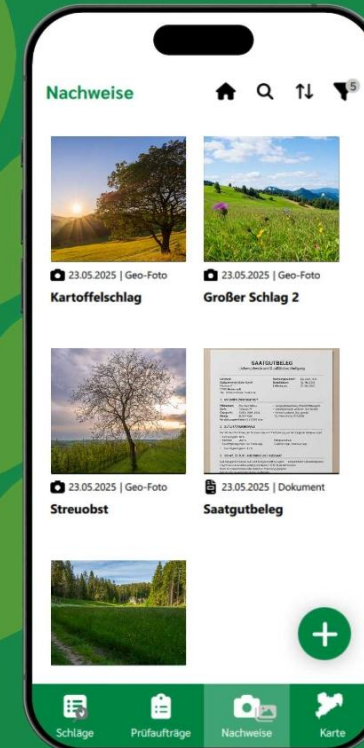 Nachweise
5
23.05.2025 | Geo-Foto
Kartoffelschlag
23.05.2025 | Geo-Foto
Großer Schlag 2
23.05.2025 | Geo-Foto
Streuobst
SAATGUTBELEG
23.05.2025 | Dokument
Saatgutbeleg
Schläge
Prüfaufträge
Nachweise
Karte